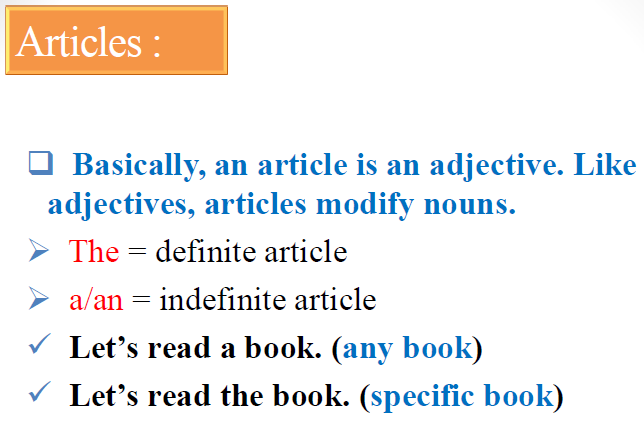 Articles :
Basically, an article is an adjective. Like
adjectives, articles modify nouns.
The = definite article
a/an = indefinite article
Let’s read a book. (any book)
Let’s read the book. (specific book)